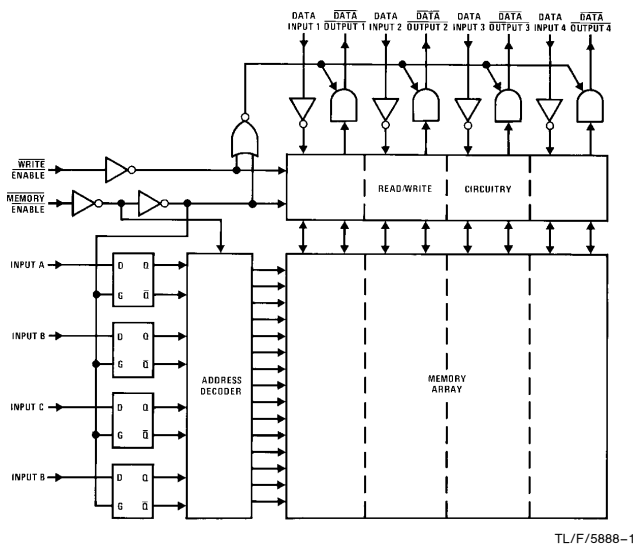 DATA INPUT 1
DATA OUTPUT 1
DATA INPUT 2
DATA OUTPUT 2
DATA INPUT 3
DATA OUTPUT 3
DATA INPUT 4
DATA OUTPUT 4
WRITE
ENABLE
MEMORY
ENABLE
READ/WRITE CIRCUITRY
INPUT A
D Q
G Q̅
INPUT B
D Q
G Q̅
ADDRESS
DECODER
MEMORY
ARRAY
INPUT C
D Q
G Q̅
INPUT B
D Q
G Q̅
TL/F/5888–1